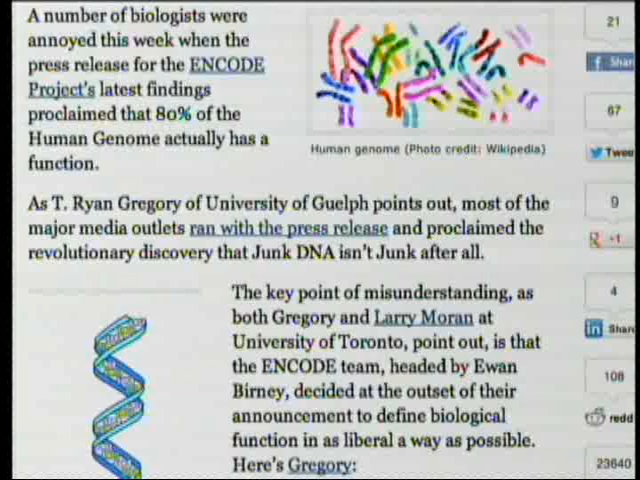 A number of biologists were
annoyed this week when the
press release for the ENCODE
Project's latest findings
proclaimed that 80% of the
Human Genome actually has a
function.
Human genome (Photo credit: Wikipedia)
As T. Ryan Gregory of University of Guelph points out, most of the
major media outlets ran with the press release and proclaimed the
revolutionary discovery that Junk DNA isn't Junk after all.
The key point of misunderstanding, as
both Gregory and Larry Moran at
University of Toronto, point out, is that
the ENCODE team, headed by Ewan
Birney, decided at the outset of their
announcement to define biological
function in as liberal a way as possible.
Here's Gregory:
21
f Shar
67
Twee
9
+1
4
in Share
108
redd
23640